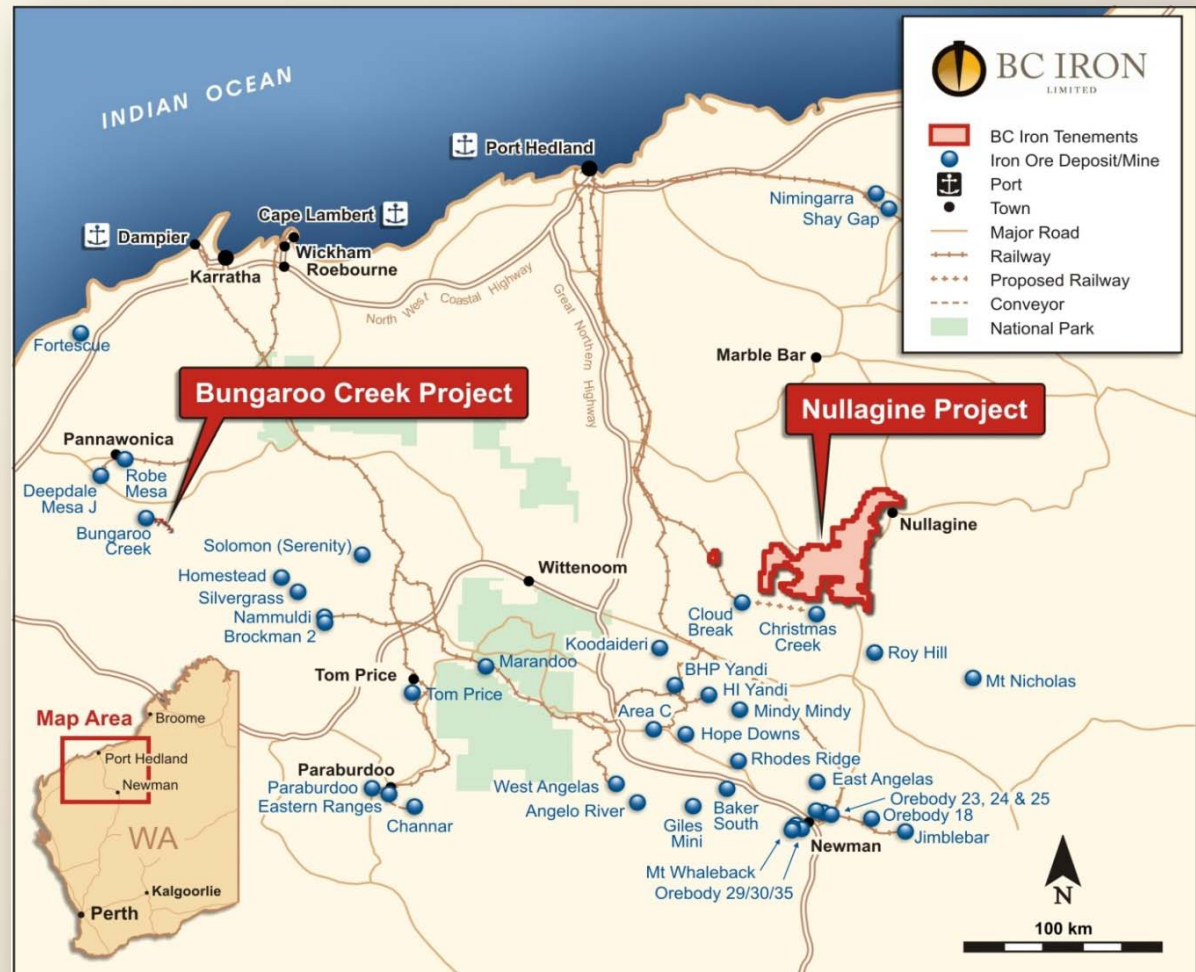 INDIAN OCEAN
BC IRON
LIMITED
BC Iron Tenements
Iron Ore Deposit/Mine
Port
Town
Major Road
Railway
Proposed Railway
Conveyor
National Park
Port Hedland
Nimingarra
Shay Gap
Cape Lambert
Dampier
Wickham
Roebourne
Karratha
North West Coastal Highway
Great Northern Highway
Fortescue
Marble Bar
Bungaroo Creek Project
Nullagine Project
Pannawonica
Robe
Mesa
Deepdale
Mesa J
Bungaroo
Creek
Nullagine
Solomon (Serenity)
Homestead
Silvergrass
Nammuldi
Brockman 2
Wittenoom
Cloud
Break
Christmas
Creek
Koodaideri
Roy Hill
Mt Nicholas
Marandoo
BHP Yandi
HI Yandi
Mindy Mindy
Tom Price
Tom Price
Area C
Hope Downs
Rhodes Ridge
Map Area
Broome
Port Hedland
Newman
WA
Kalgoorlie
Perth
Paraburdoo
Paraburdoo
Eastern Ranges
Channar
West Angelas
Angelo River
Giles
Mini
Baker
South
East Angelas
Orebody 23, 24 & 25
Orebody 18
Jimblebar
Newman
Mt Whaleback
Orebody 29/30/35
N
100 km